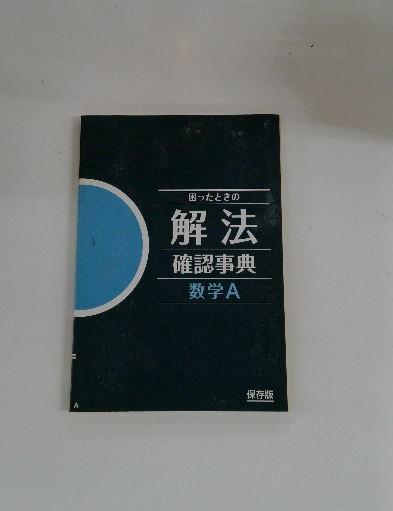 困ったときの
解法
確認事典
数学A
保存版
A